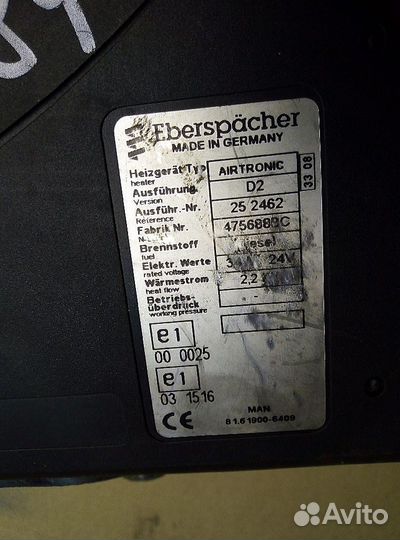 Eberspächer
MADE IN GERMANY
Heizgerät Typ AIRTRONIC
heater
Ausführung D2
Version
Ausführ.-Nr. 25 2462
Reference
Fabrik Nr.
Brennstoff
fuel
Elektr. Werte 24V
rated voltage
Wärmestrom 2,2
heat flow
Betriebs-
überdruck - -
working pressure
33 08
e1
00 0025
e1
03 1516
CE
MAN
81.61900-6409
Avito